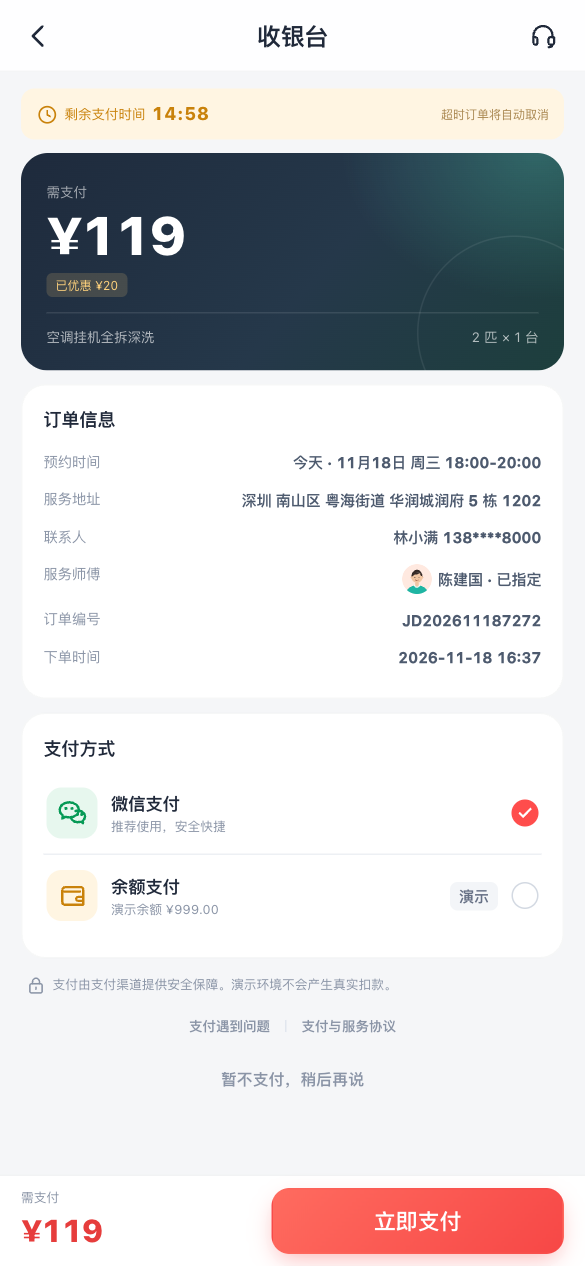 收银台
剩余支付时间 14:58 超时订单将自动取消
需支付
¥119
已优惠 ¥20
空调挂机全拆深洗 2 匹 × 1 台
订单信息
预约时间 今天 · 11月18日 周三 18:00-20:00
服务地址 深圳 南山区 粤海街道 华润城润府 5 栋 1202
联系人 林小满 138****8000
服务师傅 陈建国 · 已指定
订单编号 JD202611187272
下单时间 2026-11-18 16:37
支付方式
微信支付
推荐使用，安全快捷
余额支付
演示余额 ¥999.00
演示
支付由支付渠道提供安全保障。演示环境不会产生真实扣款。
支付遇到问题 支付与服务协议
暂不支付，稍后再说
需支付
¥119
立即支付